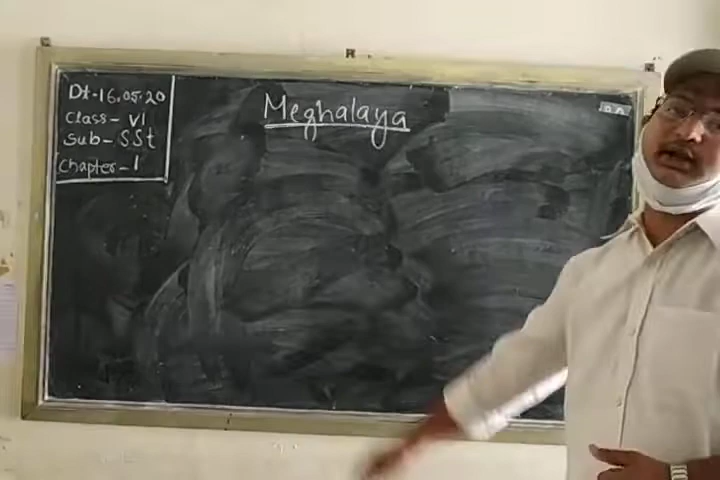 Dt-16.05.20
Class- VI
Sub- SSt
Chapter- 1
Meghalaya